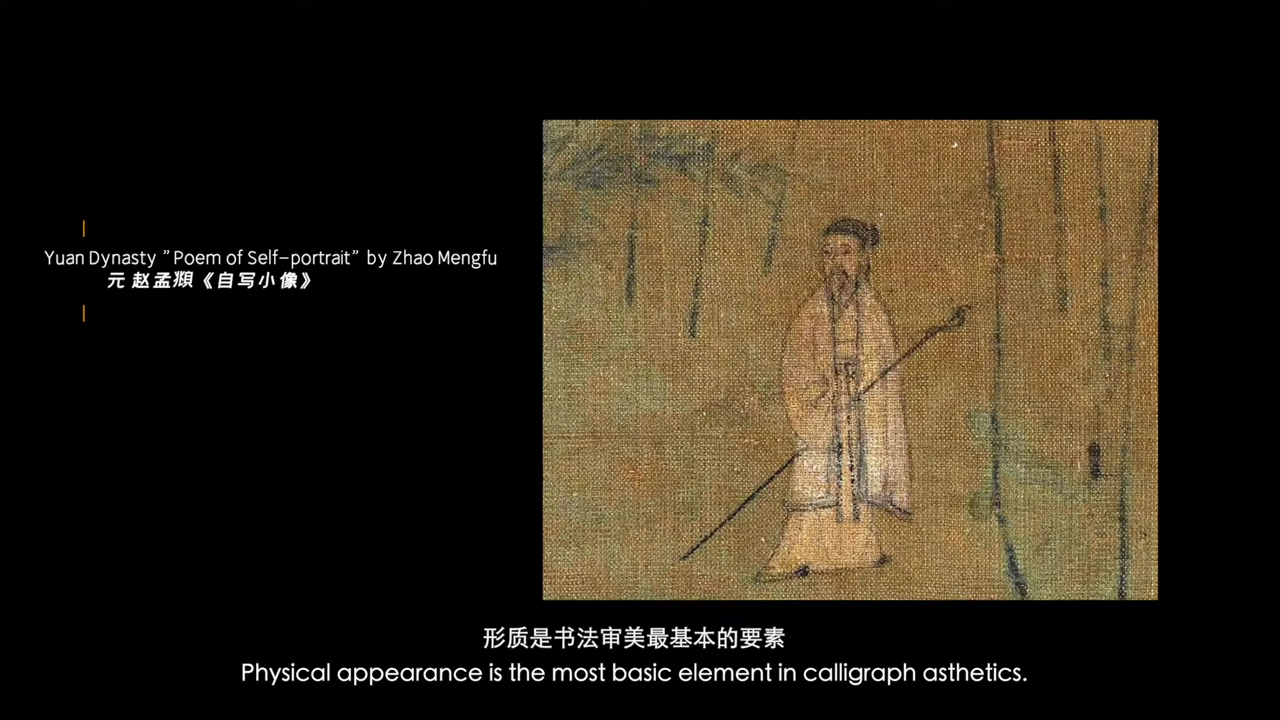 Yuan Dynasty ”Poem of Self-portrait” by Zhao Mengfu
元 赵孟頫《自写小像》
形质是书法审美最基本的要素
Physical appearance is the most basic element in calligraph asthetics.